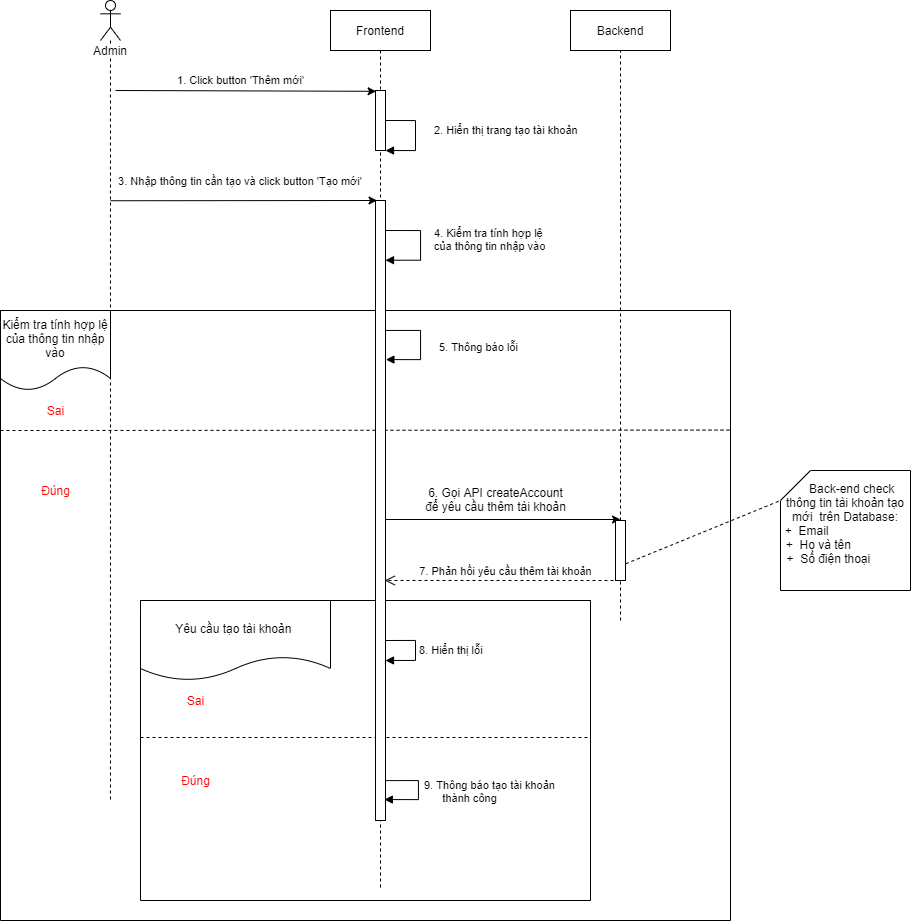 Admin
Frontend
Backend
1. Click button 'Thêm mới'
2. Hiển thị trang tạo tài khoản
3. Nhập thông tin cần tạo và click button 'Tạo mới'
4. Kiểm tra tính hợp lệ
của thông tin nhập vào
Kiểm tra tính hợp lệ
của thông tin nhập
vào
5. Thông báo lỗi
Sai
Đúng
6. Gọi API createAccount
để yêu cầu thêm tài khoản
Back-end check
thông tin tài khoản tạo
mới trên Database:
+ Email
+ Họ và tên
+ Số điện thoại
7. Phản hồi yêu cầu thêm tài khoản
Yêu cầu tạo tài khoản
8. Hiển thị lỗi
Sai
Đúng
9. Thông báo tạo tài khoản
thành công